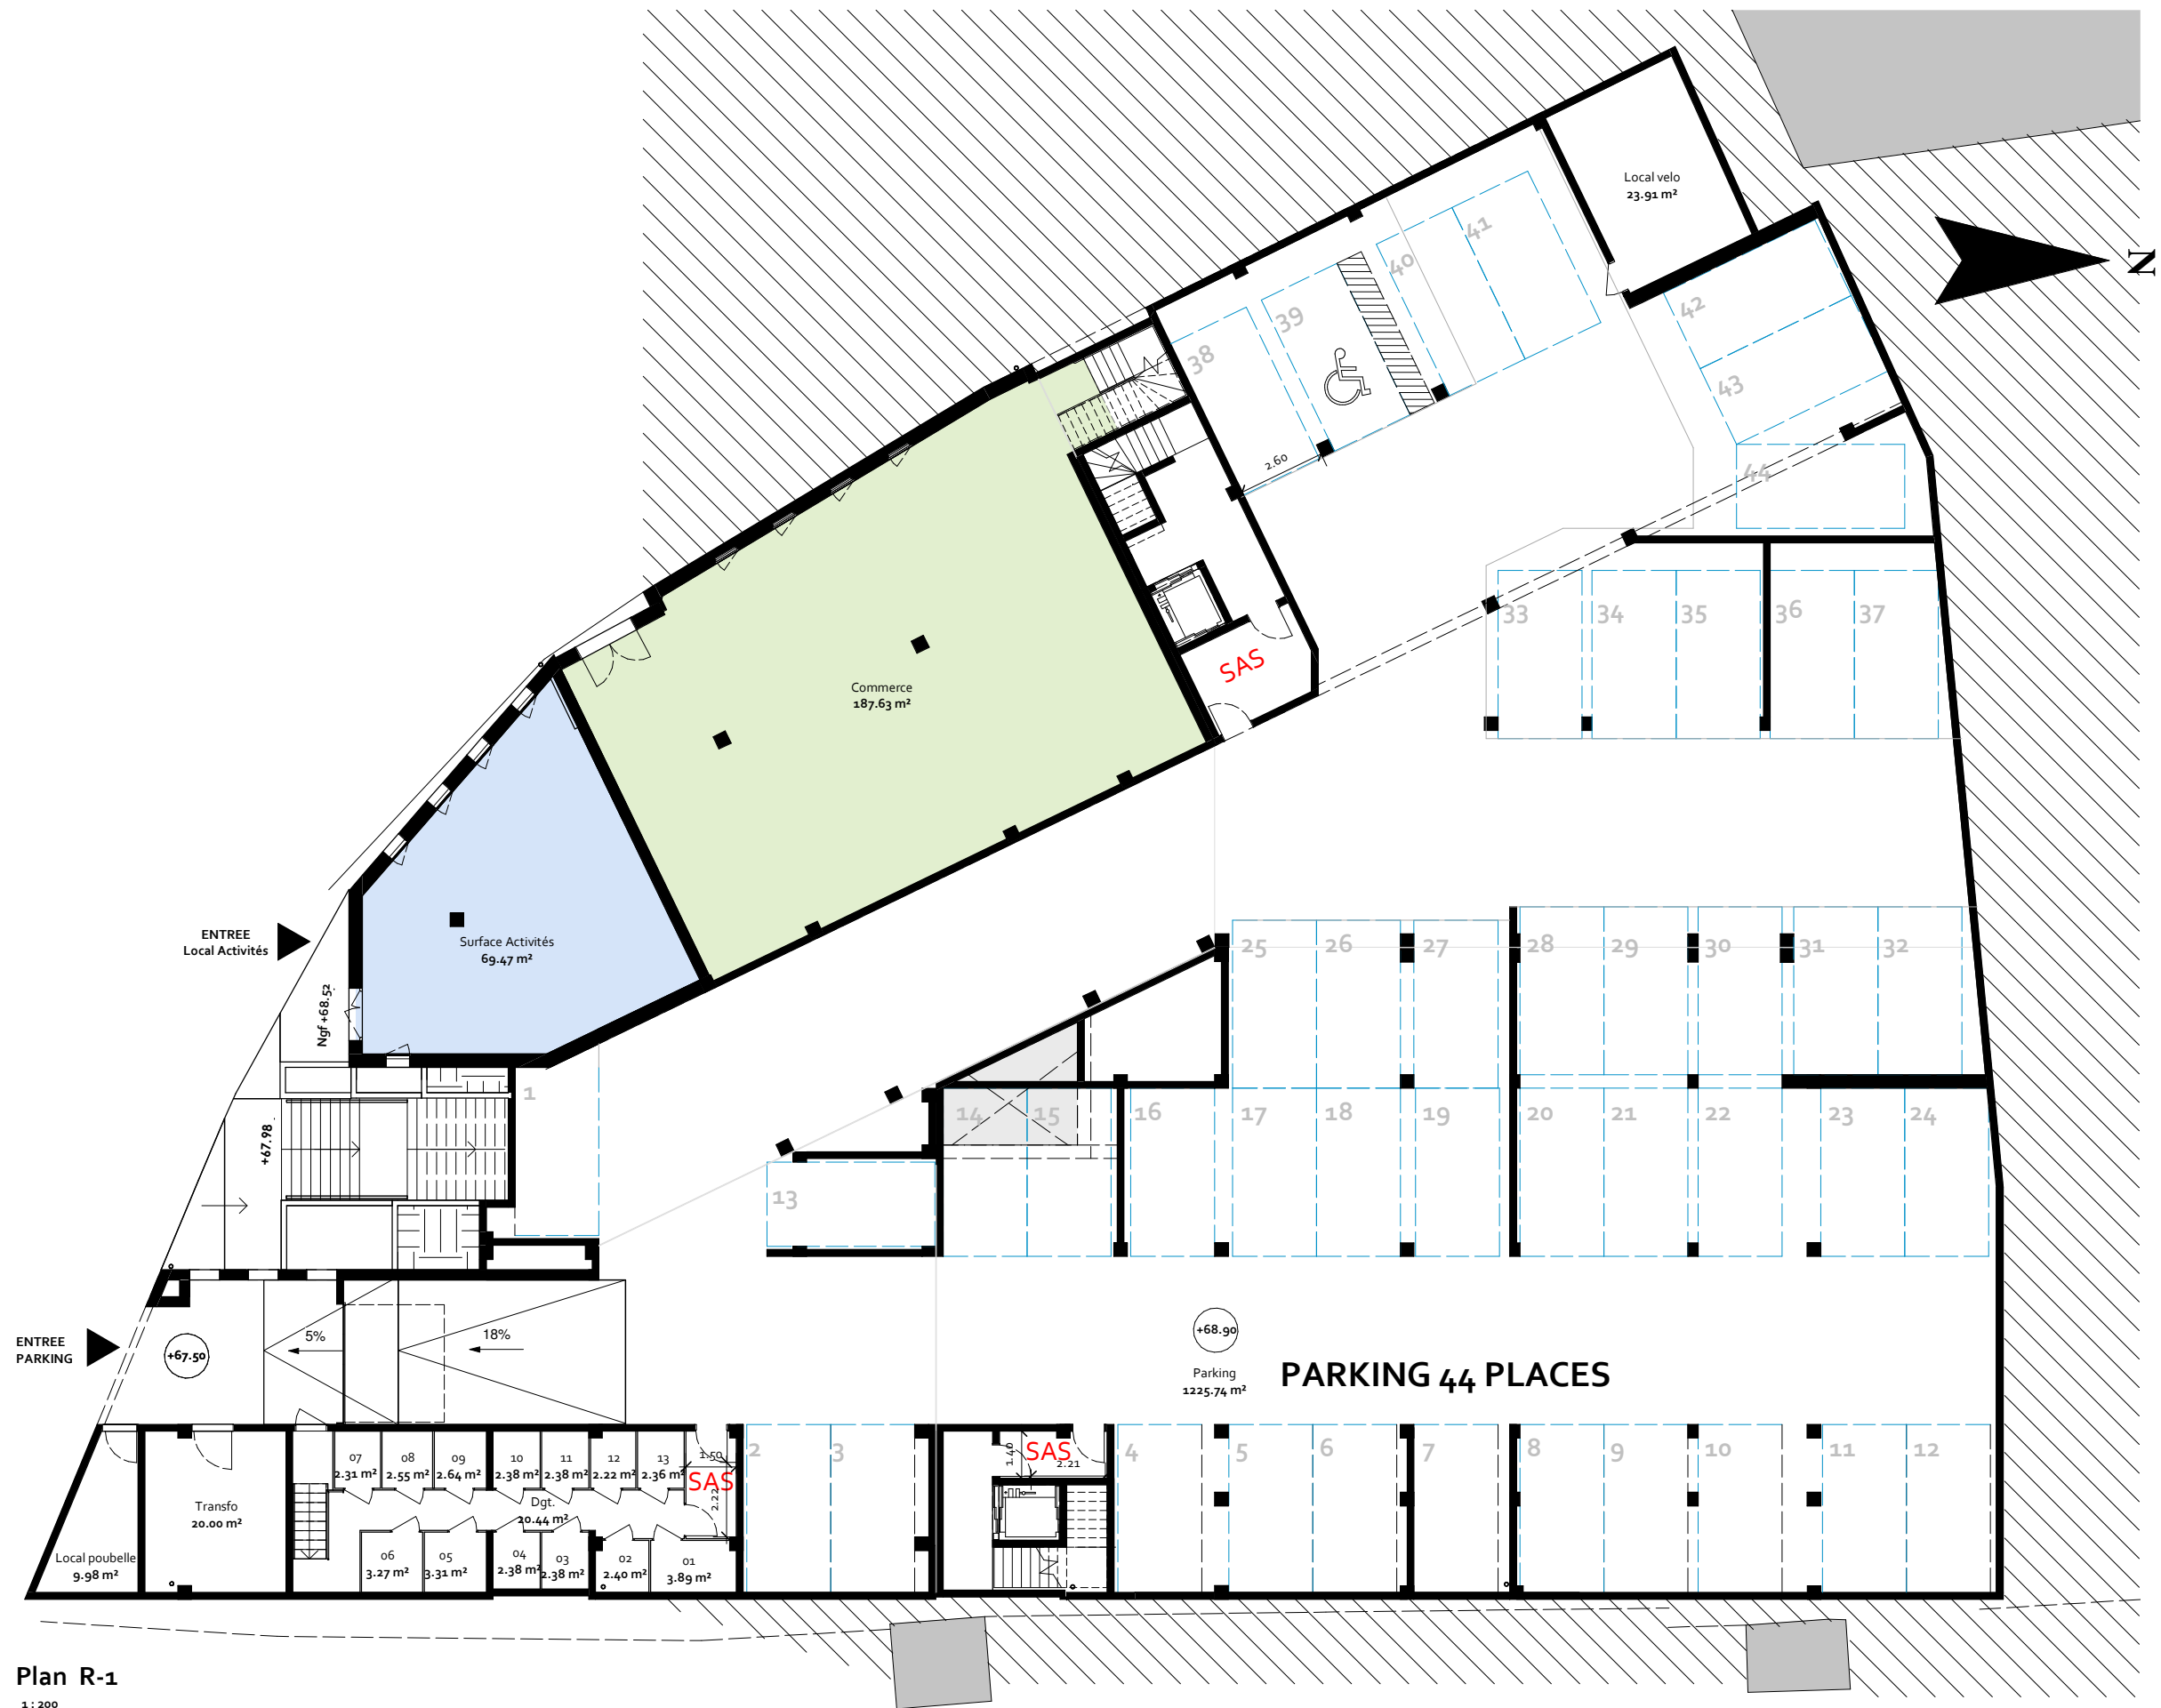 Local velo
23.91 m²
N
41
40
39
38
42
43
44
2.60
33
34
35
36
37
SAS
Commerce
187.63 m²
ENTREE
Local Activités
Surface Activités
69.47 m²
Ngf +68.52
25
26
27
28
29
30
31
32
1
+67.98
14
15
16
17
18
19
20
21
22
23
24
13
ENTREE
PARKING
+67.50
5%
18%
+68.90
Parking
1225.74 m²
PARKING 44 PLACES
07
2.31 m²
08
2.55 m²
09
2.64 m²
10
2.38 m²
11
2.38 m²
12
2.22 m²
13
2.36 m²
1.50
SAS
2.22
2
3
1.40
SAS
2.21
4
5
6
7
8
9
10
11
12
Transfo
20.00 m²
Dgt.
20.44 m²
Local poubelle
9.98 m²
06
3.27 m²
05
3.31 m²
04
2.38 m²
03
2.38 m²
02
2.40 m²
01
3.89 m²
Plan R-1
1 : 200